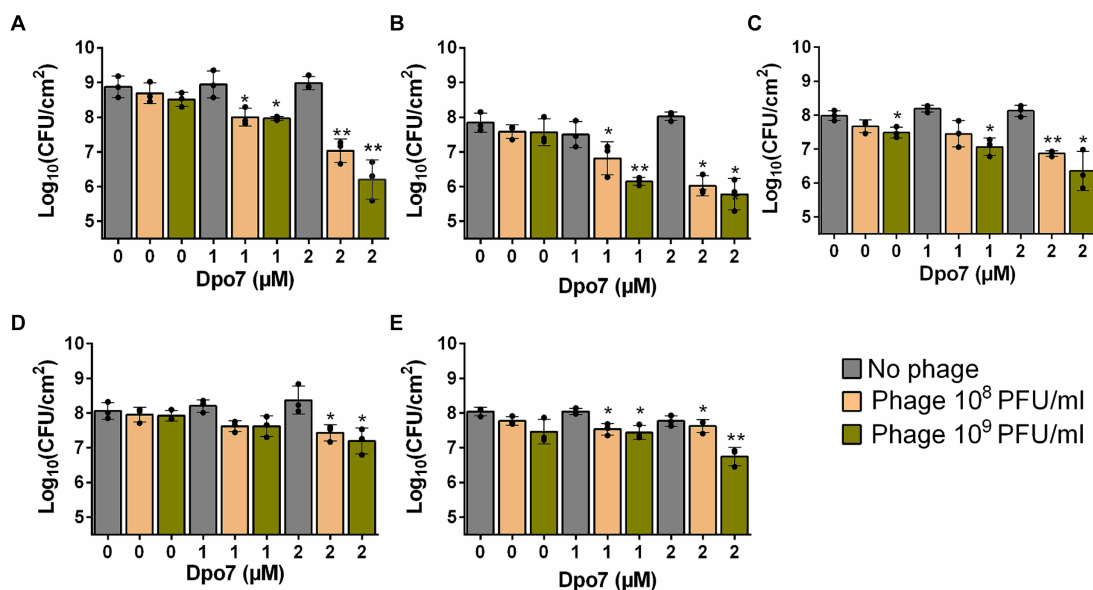 A
Log10(CFU/cm2)
9
8
7
6
5
* * ** **
0 0 0 1 1 1 2 2 2
Dpo7 (µM)
B
Log10(CFU/cm2)
10
9
8
7
6
5
* ** * *
0 0 0 1 1 1 2 2 2
Dpo7 (µM)
C
Log10(CFU/cm2)
10
9
8
7
6
5
* * ** *
0 0 0 1 1 1 2 2 2
Dpo7 (µM)
D
Log10(CFU/cm2)
10
9
8
7
6
5
* *
0 0 0 1 1 1 2 2 2
Dpo7 (µM)
E
Log10(CFU/cm2)
10
9
8
7
6
5
* * * **
0 0 0 1 1 1 2 2 2
Dpo7 (µM)
No phage
Phage 10⁸ PFU/ml
Phage 10⁹ PFU/ml